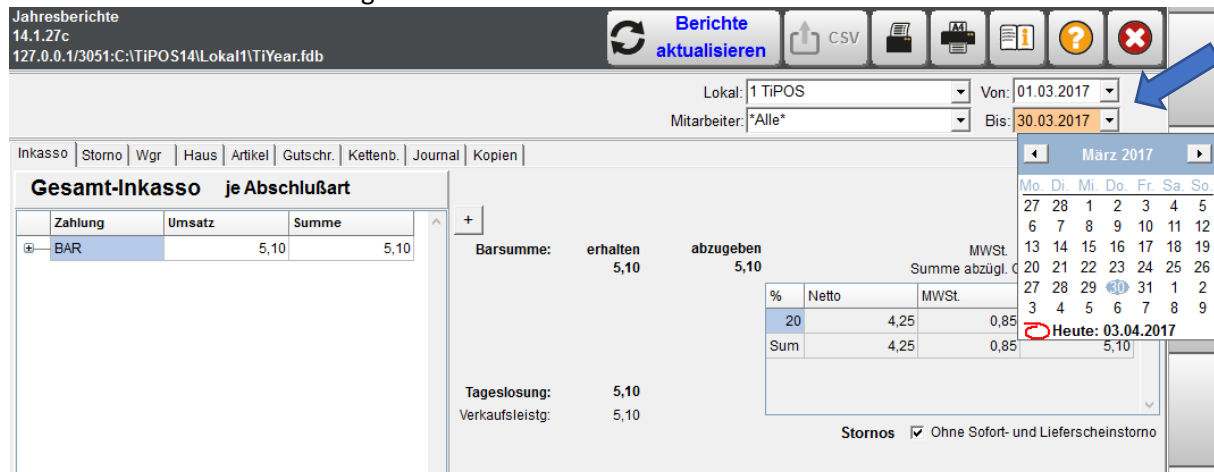 Jahresberichte
14.1.27c
127.0.0.1/3051:C:\TiPOS14\Lokal1\TiYear.fdb
Berichte
aktualisieren
CSV
A4
Lokal: 1 TiPOS Von: 01.03.2017
Mitarbeiter: *Alle* Bis: 30.03.2017
Inkasso Storno Wgr Haus Artikel Gutschr. Kettenb. Journal Kopien
Gesamt-Inkasso je Abschlußart
Zahlung Umsatz Summe
BAR 5,10 5,10
+
Barsumme: erhalten abzugeben
5,10 5,10
MWSt.
Summe abzügl.
% Netto MWSt.
20 4,25 0,85
Sum 4,25 0,85 5,10
Tageslosung: 5,10
Verkaufsleistg: 5,10
Stornos Ohne Sofort- und Lieferscheinstorno
März 2017
Mo. Di. Mi. Do. Fr. Sa. So.
27 28 1 2 3 4 5
6 7 8 9 10 11 12
13 14 15 16 17 18 19
20 21 22 23 24 25 26
27 28 29 30 31 1 2
3 4 5 6 7 8 9
Heute: 03.04.2017